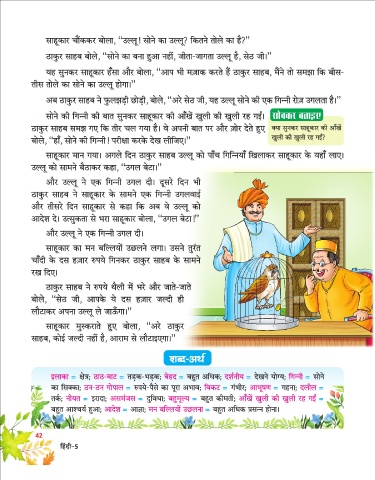 साहूकार चौंककर बोला, ‘‘उल्लू! सोने का उल्लू? कितने तोले का है?’’
ठाकुर साहब बोले, ‘‘सोने का बना हुआ नहीं, जीता-जागता उल्लू है, सेठ जी।’’
यह सुनकर साहूकार हँसा और बोला, ‘‘आप भी मज़ाक करते हैं ठाकुर साहब, मैंने तो समझा कि बीस-
तीस तोले का सोने का उल्लू होगा।’’
अब ठाकुर साहब ने फुलझड़ी छोड़ी, बोले, ‘‘अरे सेठ जी, यह उल्लू सोने की एक गिन्नी रोज़ उगलता है।’’
सोने की गिन्नी की बात सुनकर साहूकार की आँखें खुली की खुली रह गईं।
ठाकुर साहब समझ गए कि तीर चल गया है। वे अपनी बात पर और ज़ोर देते हुए
बोले, ‘‘हाँ, सोने की गिन्नी! परीक्षा करके देख लीजिए।’’
सोचकर बताइए
क्या सुनकर साहूकार की आँखें
खुली की खुली रह गईं?
साहूकार मान गया। अगले दिन ठाकुर साहब उल्लू को पाँच गिन्नियाँ खिलाकर साहूकार के यहाँ लाए।
उल्लू को सामने बैठाकर कहा, ‘‘उगल बेटा।’’
और उल्लू ने एक गिन्नी उगल दी। दूसरे दिन भी
ठाकुर साहब ने साहूकार के सामने एक गिन्नी उगलवाई
और तीसरे दिन साहूकार से कहा कि अब वे उल्लू को
आदेश दें। उत्सुकता से भरा साहूकार बोला, ‘‘उगल बेटा!’’
और उल्लू ने एक गिन्नी उगल दी।
साहूकार का मन बल्लियों उछलने लगा। उसने तुरंत
चाँदी के दस हज़ार रुपये गिनकर ठाकुर साहब के सामने
रख दिए।
ठाकुर साहब ने रुपये थैली में भरे और जाते-जाते
बोले, ‘‘सेठ जी, आपके ये दस हज़ार जल्दी ही
लौटाकर अपना उल्लू ले जाऊँगा।’’
साहूकार मुस्कराते हुए बोला, ‘‘अरे ठाकुर
साहब, कोई जल्दी नहीं है, आराम से लौटाइएगा।’’
शब्द-अर्थ
इलाका = क्षेत्र; ठाठ-बाट = तड़क-भड़क; बेहद = बहुत अधिक; दर्शनीय = देखने योग्य; गिन्नी = सोने
का सिक्का; ठन-ठन गोपाल = रुपये-पैसे का पूरा अभाव; विकट = गंभीर; आभूषण = गहना; दलील =
तर्क; नीयत = इरादा; असमंजस = दुविधा; बहुमूल्य = बहुत कीमती; आँखें खुली की खुली रह गईं =
बहुत आश्चर्य हुआ; आदेश = आज्ञा; मन बल्लियों उछलना = बहुत अधिक प्रसन्न होना।
42
हिंदी-5